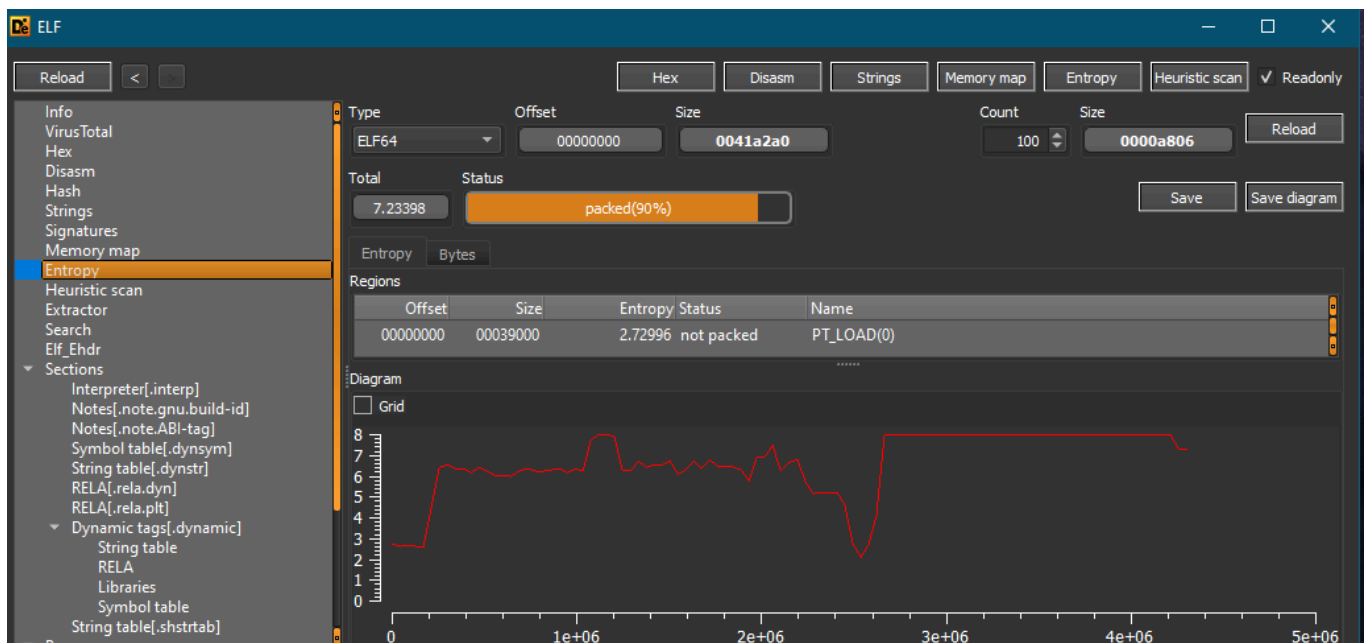 ELF
Reload < >
Hex Disasm Strings Memory map Entropy Heuristic scan Readonly
Info
VirusTotal
Hex
Disasm
Hash
Strings
Signatures
Memory map
Entropy
Heuristic scan
Extractor
Search
Elf_Ehdr
Sections
Interpreter[.interp]
Notes[.note.gnu.build-id]
Notes[.note.ABI-tag]
Symbol table[.dynsym]
String table[.dynstr]
RELA[.rela.dyn]
RELA[.rela.plt]
Dynamic tags[.dynamic]
String table
RELA
Libraries
Symbol table
String table[.shstrtab]
Type Offset Size Count Size
ELF64 00000000 0041a2a0 100 0000a806 Reload
Total Status
7.23398 packed(90%) Save Save diagram
Entropy Bytes
Regions
Offset Size Entropy Status Name
00000000 00039000 2.72996 not packed PT_LOAD(0)
Diagram
Grid
8
7
6
5
4
3
2
1
0
0 1e+06 2e+06 3e+06 4e+06 5e+06